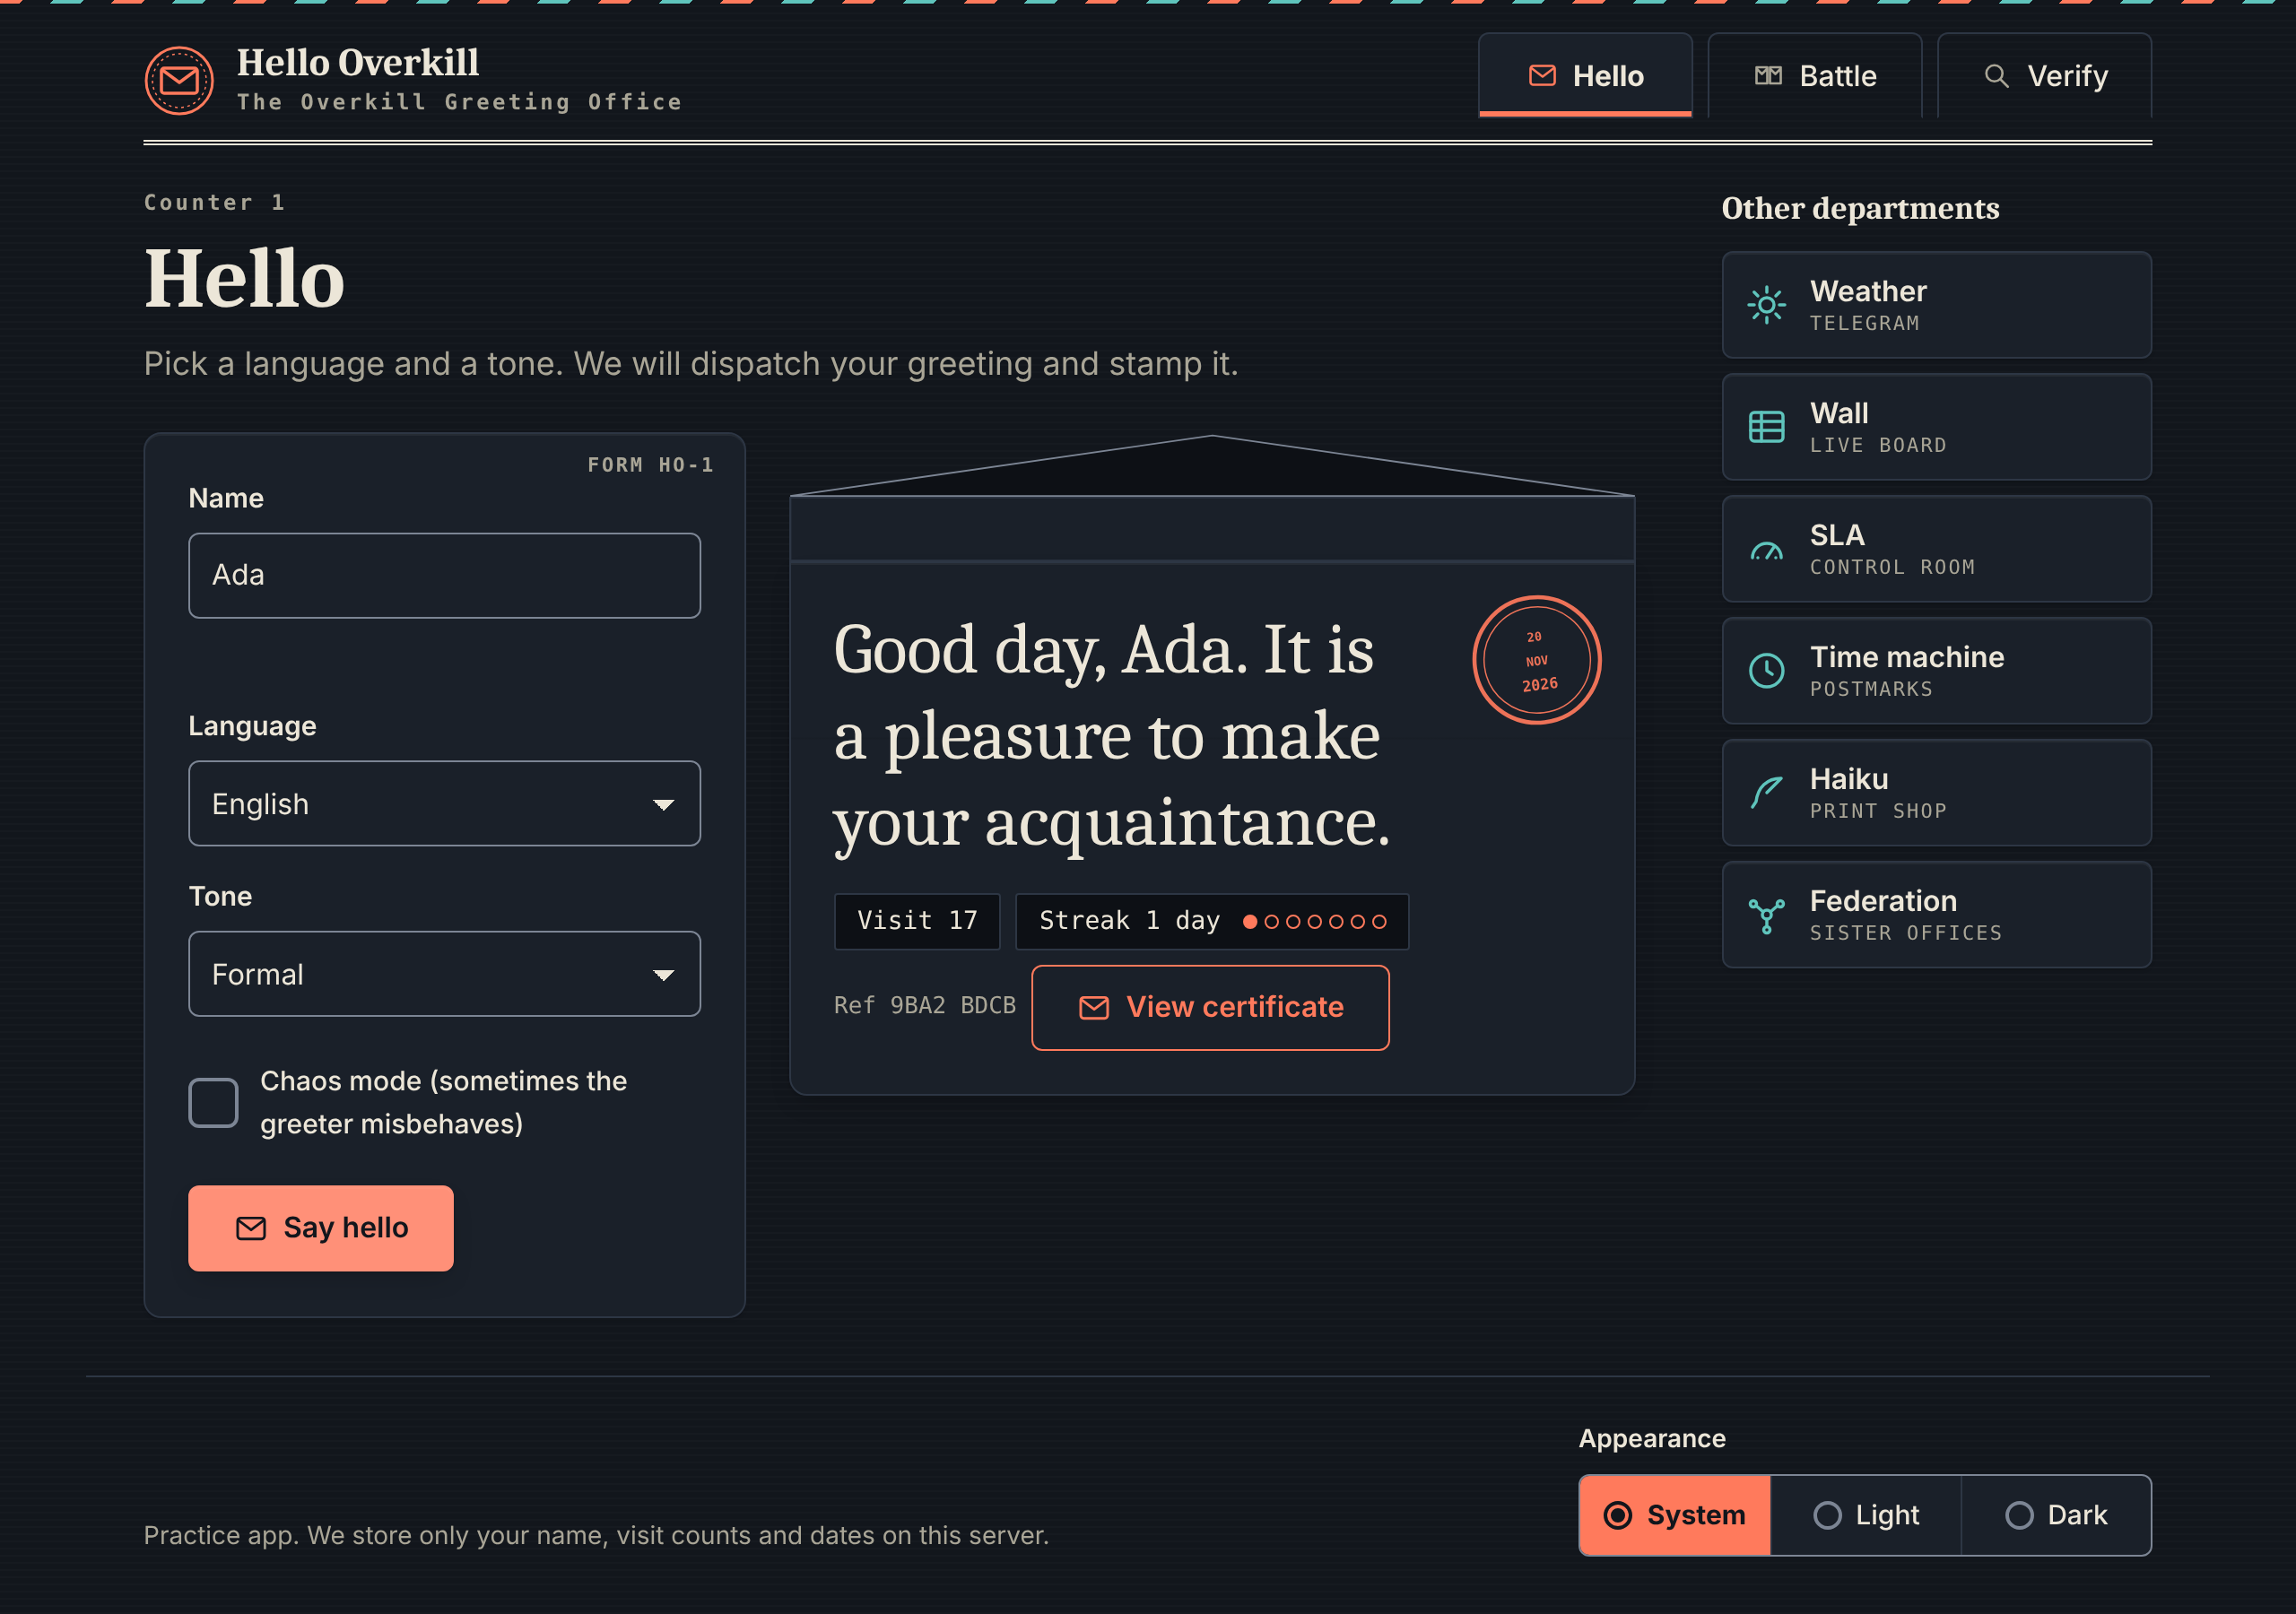 Hello Overkill
The Overkill Greeting Office
Hello
Battle
Verify
Counter 1
Hello
Pick a language and a tone. We will dispatch your greeting and stamp it.
FORM HO-1
Name
Ada
Language
English
Tone
Formal
Chaos mode (sometimes the
greeter misbehaves)
Say hello
Good day, Ada. It is
a pleasure to make
your acquaintance.
20
NOV
2026
Visit 17
Streak 1 day
Ref 9BA2 BDCB
View certificate
Other departments
Weather
TELEGRAM
Wall
LIVE BOARD
SLA
CONTROL ROOM
Time machine
POSTMARKS
Haiku
PRINT SHOP
Federation
SISTER OFFICES
Practice app. We store only your name, visit counts and dates on this server.
Appearance
System
Light
Dark